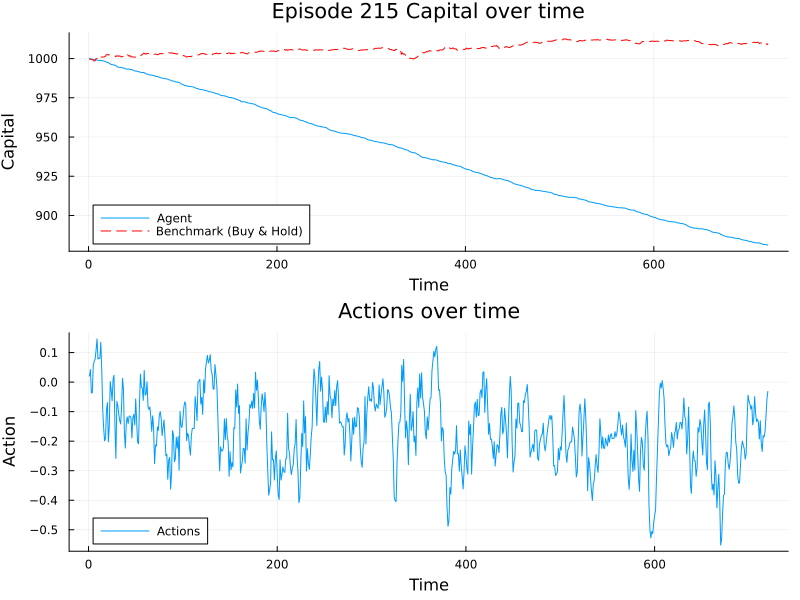 Episode 215 Capital over time
Capital
1000
975
950
925
900
Agent
Benchmark (Buy & Hold)
0
200
400
600
Time
Actions over time
Action
0.1
0.0
−0.1
−0.2
−0.3
−0.4
−0.5
Actions
0
200
400
600
Time